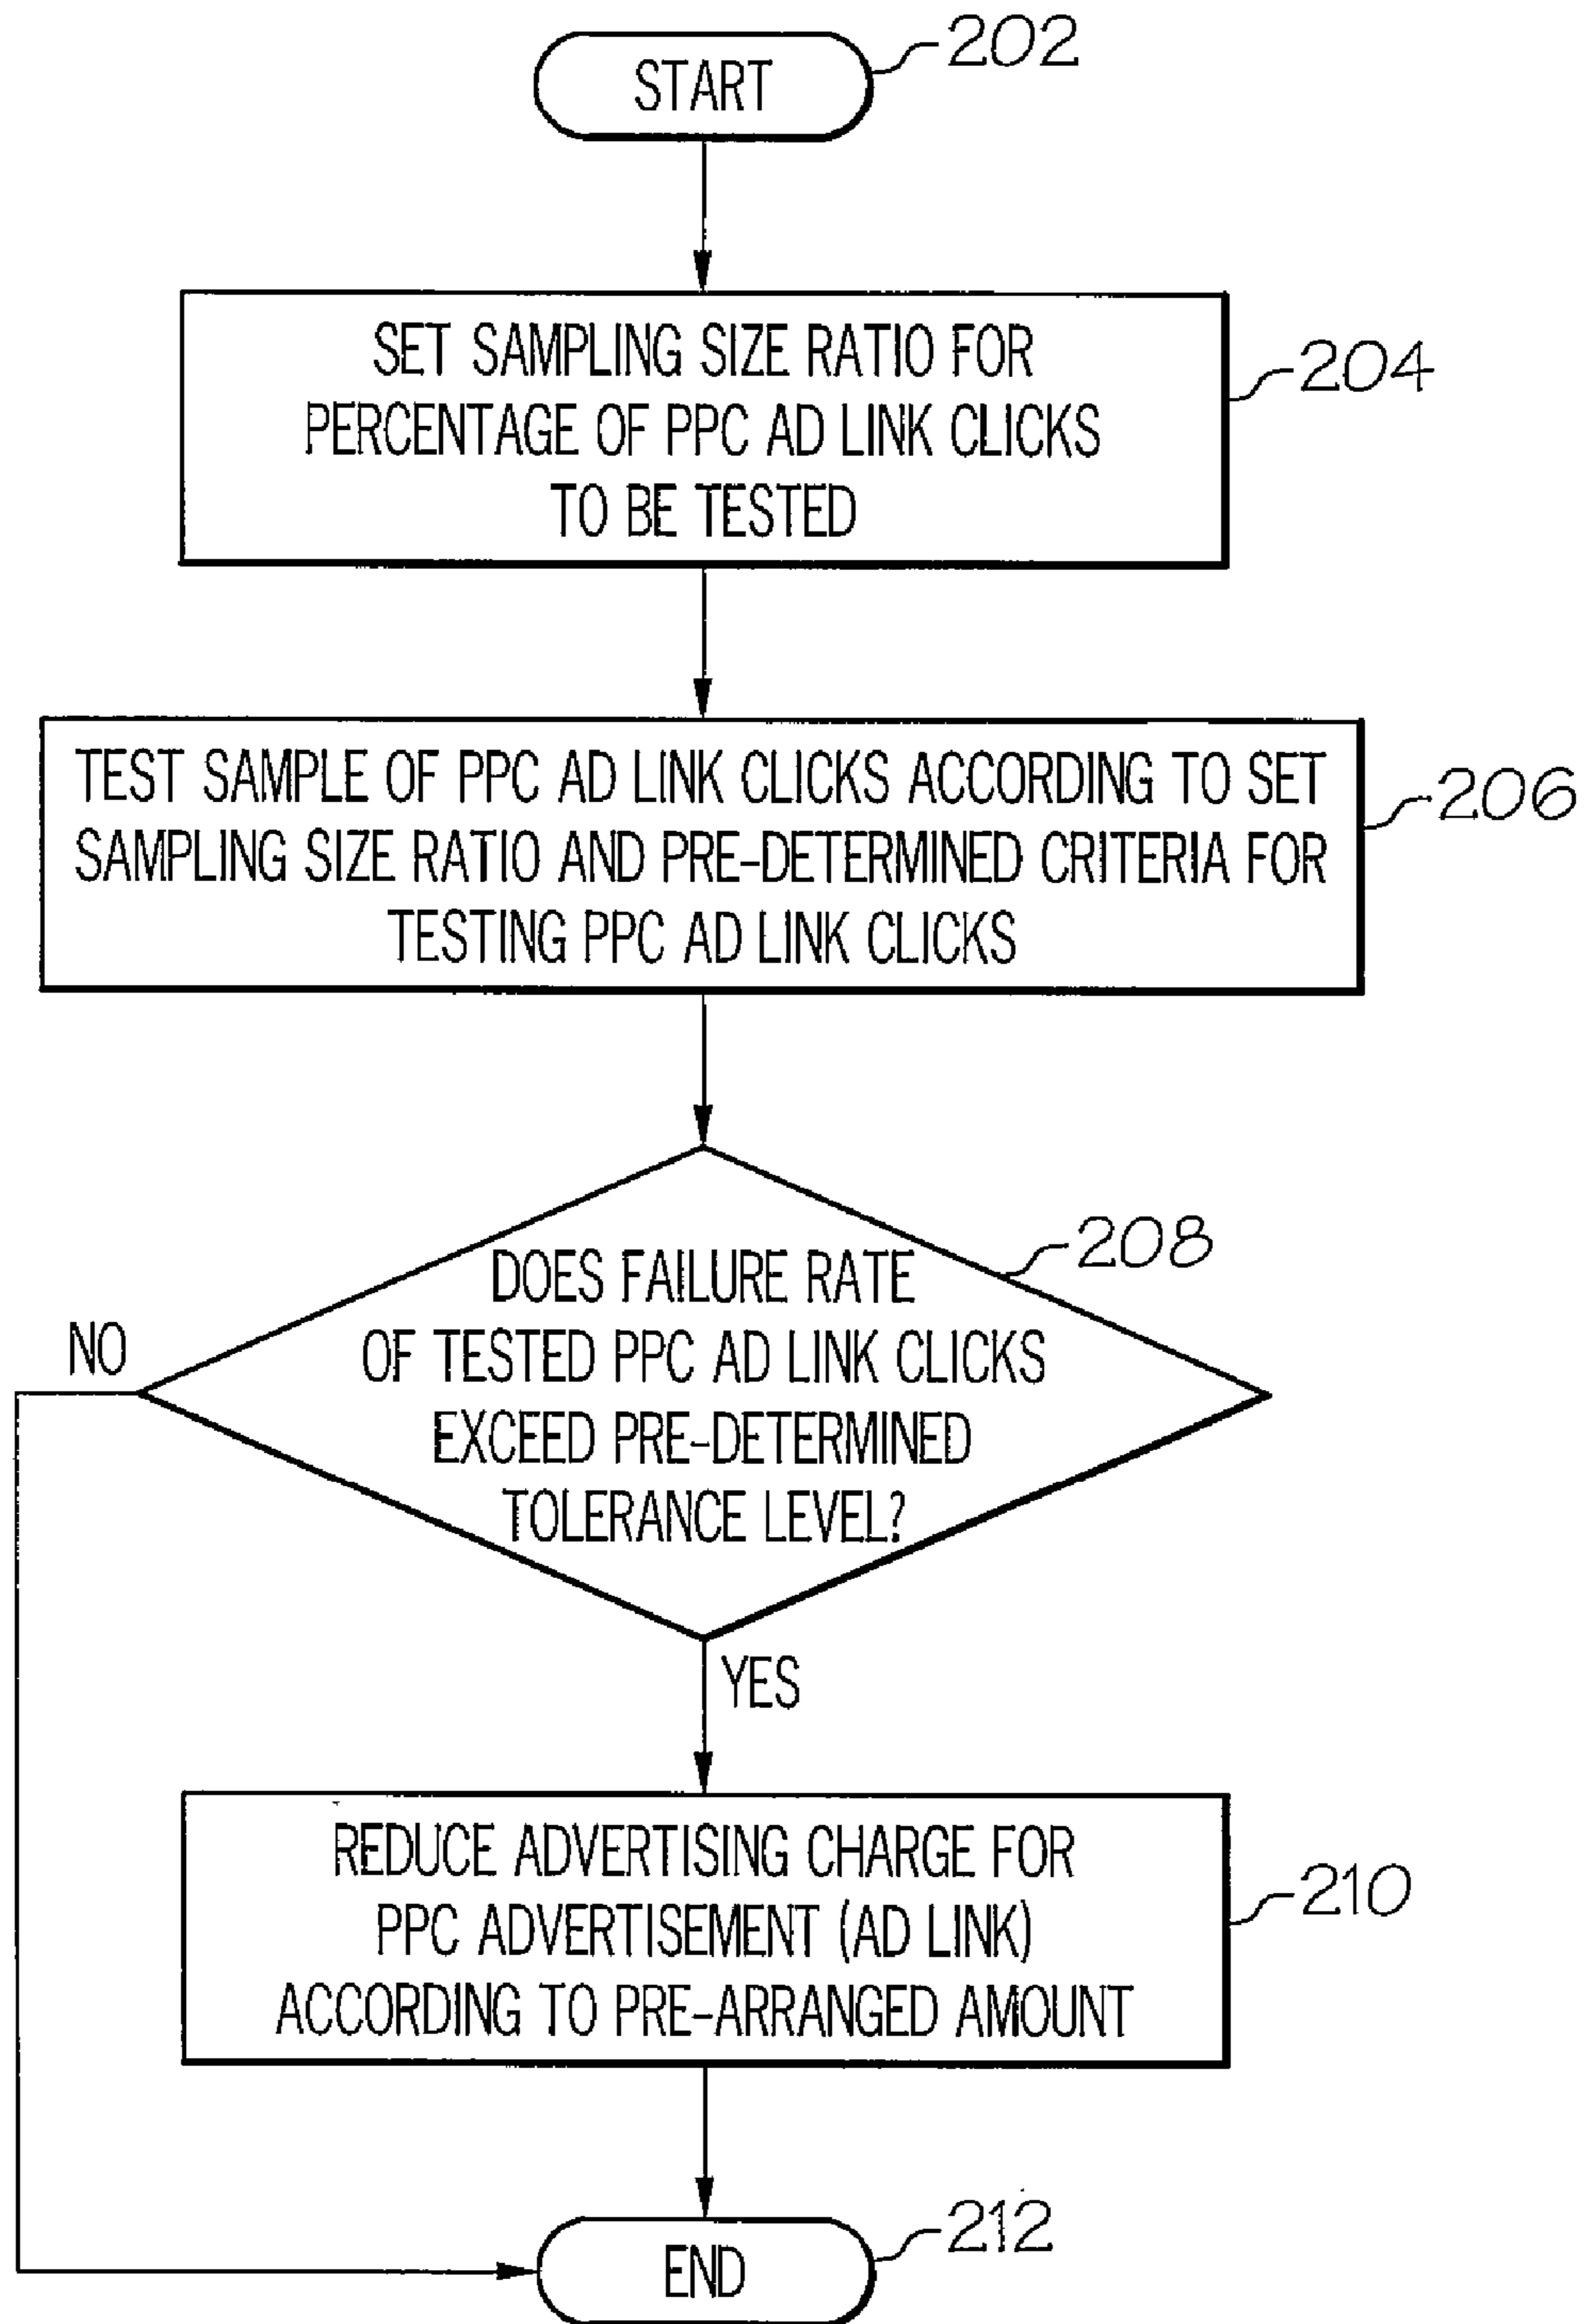 START
202
SET SAMPLING SIZE RATIO FOR
PERCENTAGE OF PPC AD LINK CLICKS
TO BE TESTED
204
TEST SAMPLE OF PPC AD LINK CLICKS ACCORDING TO SET
SAMPLING SIZE RATIO AND PRE-DETERMINED CRITERIA FOR
TESTING PPC AD LINK CLICKS
206
DOES FAILURE RATE
OF TESTED PPC AD LINK CLICKS
EXCEED PRE-DETERMINED
TOLERANCE LEVEL?
208
NO
YES
REDUCE ADVERTISING CHARGE FOR
PPC ADVERTISEMENT (AD LINK)
ACCORDING TO PRE-ARRANGED AMOUNT
210
END
212